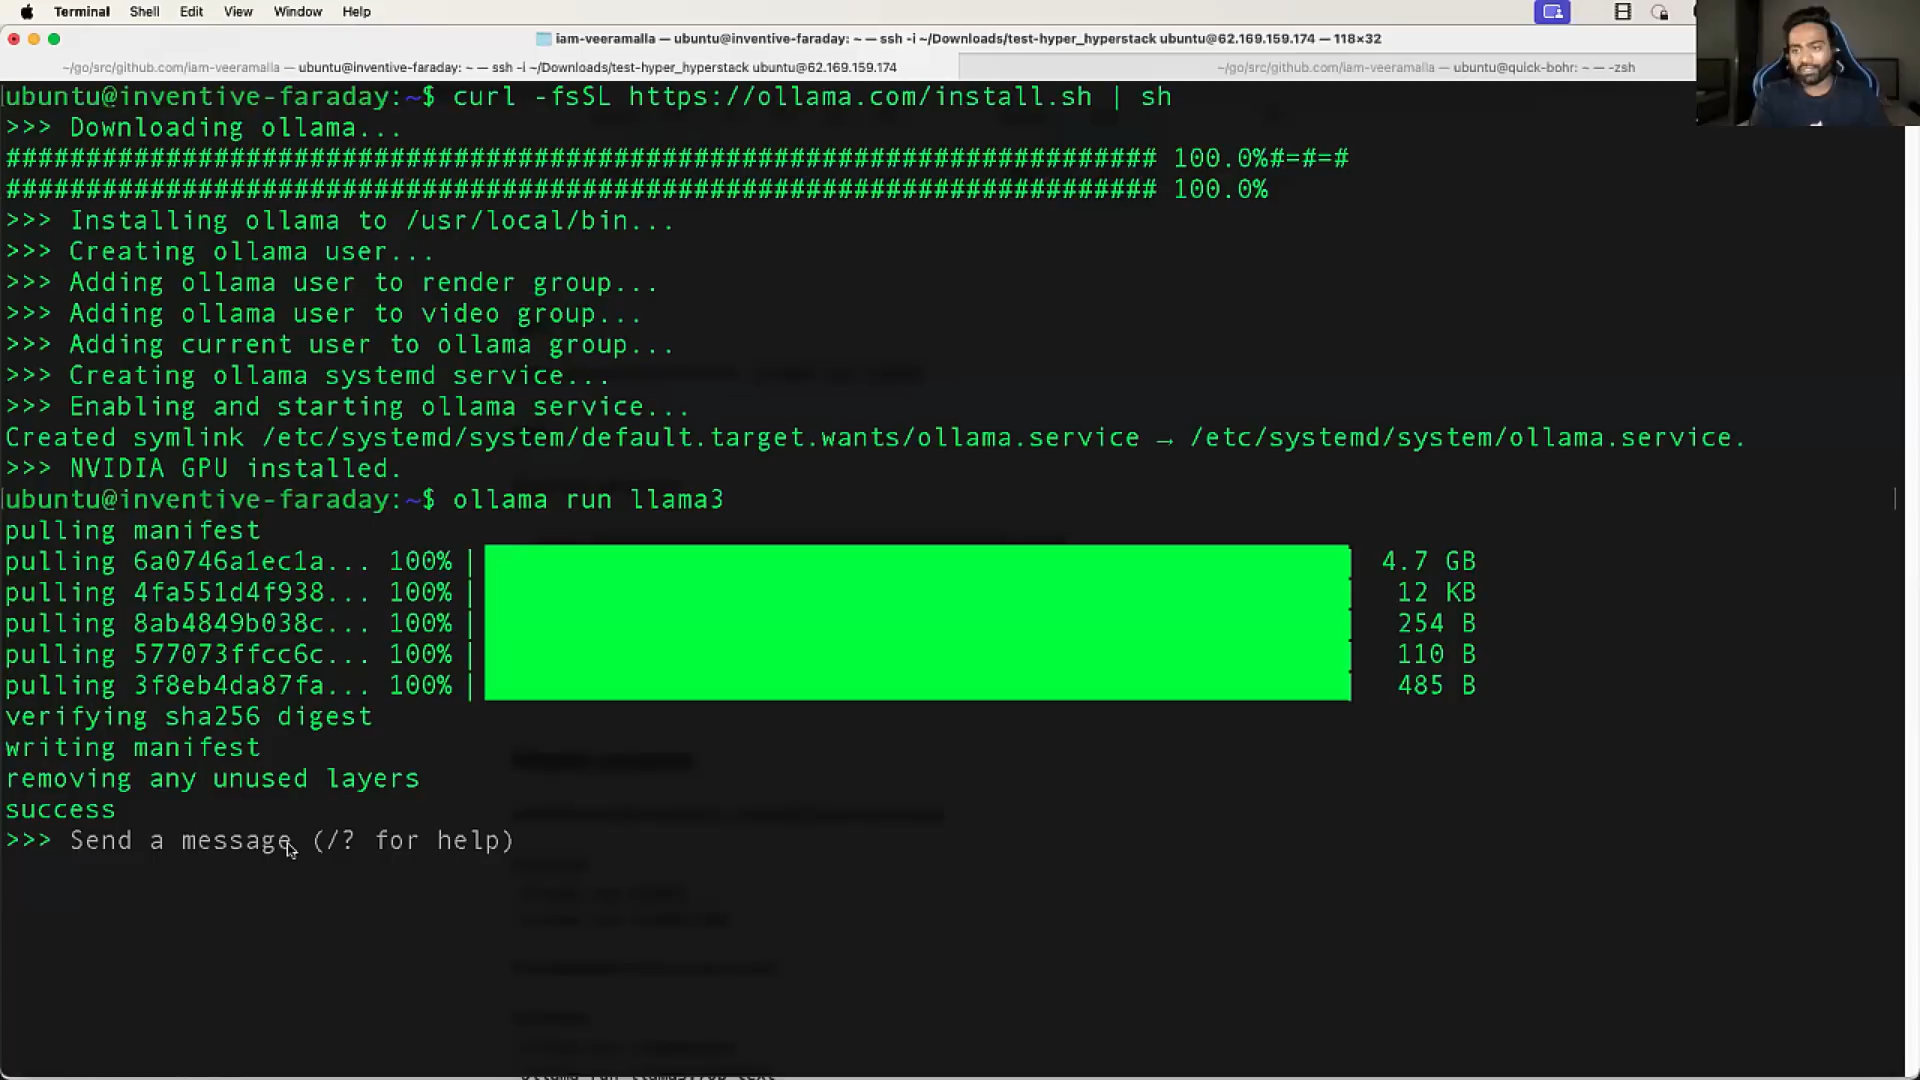 Terminal Shell Edit View Window Help
iam-veeramalla — ubuntu@inventive-faraday: ~ — ssh -i ~/Downloads/test-hyper_hyperstack ubuntu@62.169.159.174 — 118×32
~/go/src/github.com/iam-veeramalla — ubuntu@inventive-faraday: ~ — ssh -i ~/Downloads/test-hyper_hyperstack ubuntu@62.169.159.174
~/go/src/github.com/iam-veeramalla — ubuntu@quick-bohr: ~ — -zsh
ubuntu@inventive-faraday:~$ curl -fsSL https://ollama.com/install.sh | sh
>>> Downloading ollama...
######################################################################## 100.0%#=#=#
######################################################################## 100.0%
>>> Installing ollama to /usr/local/bin...
>>> Creating ollama user...
>>> Adding ollama user to render group...
>>> Adding ollama user to video group...
>>> Adding current user to ollama group...
>>> Creating ollama systemd service...
>>> Enabling and starting ollama service...
Created symlink /etc/systemd/system/default.target.wants/ollama.service → /etc/systemd/system/ollama.service.
>>> NVIDIA GPU installed.
ubuntu@inventive-faraday:~$ ollama run llama3
pulling manifest
pulling 6a0746a1ec1a... 100% 4.7 GB
pulling 4fa551d4f938... 100% 12 KB
pulling 8ab4849b038c... 100% 254 B
pulling 577073ffcc6c... 100% 110 B
pulling 3f8eb4da87fa... 100% 485 B
verifying sha256 digest
writing manifest
removing any unused layers
success
>>> Send a message (/? for help)